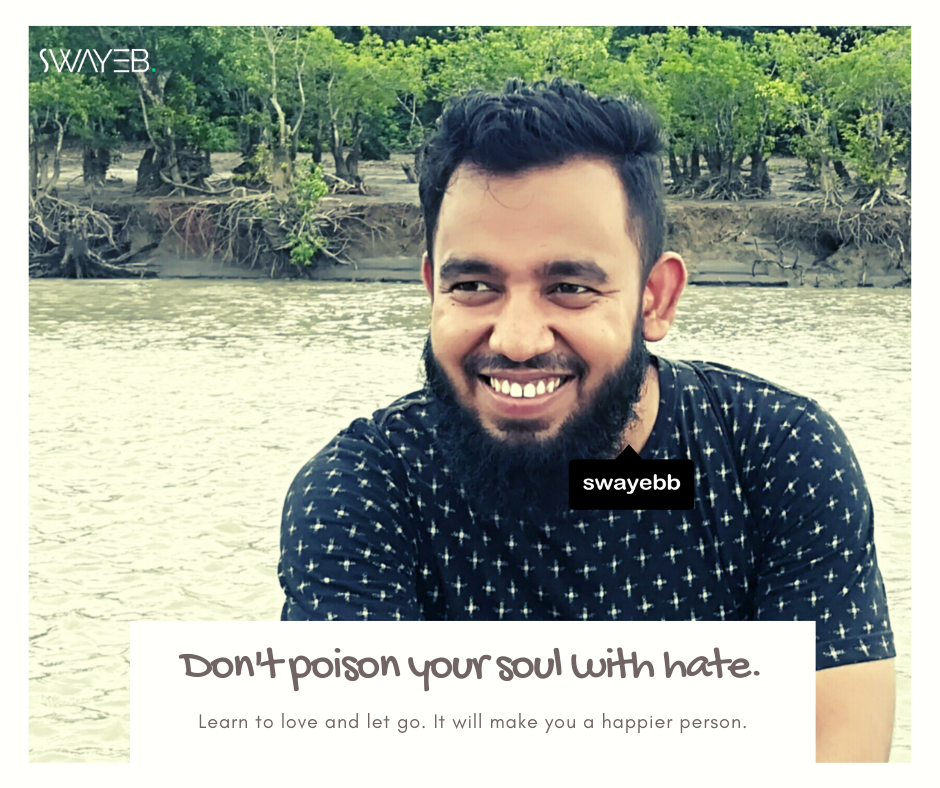 SWAYEB.
swayebb
Don't poison your soul with hate.
Learn to love and let go. It will make you a happier person.